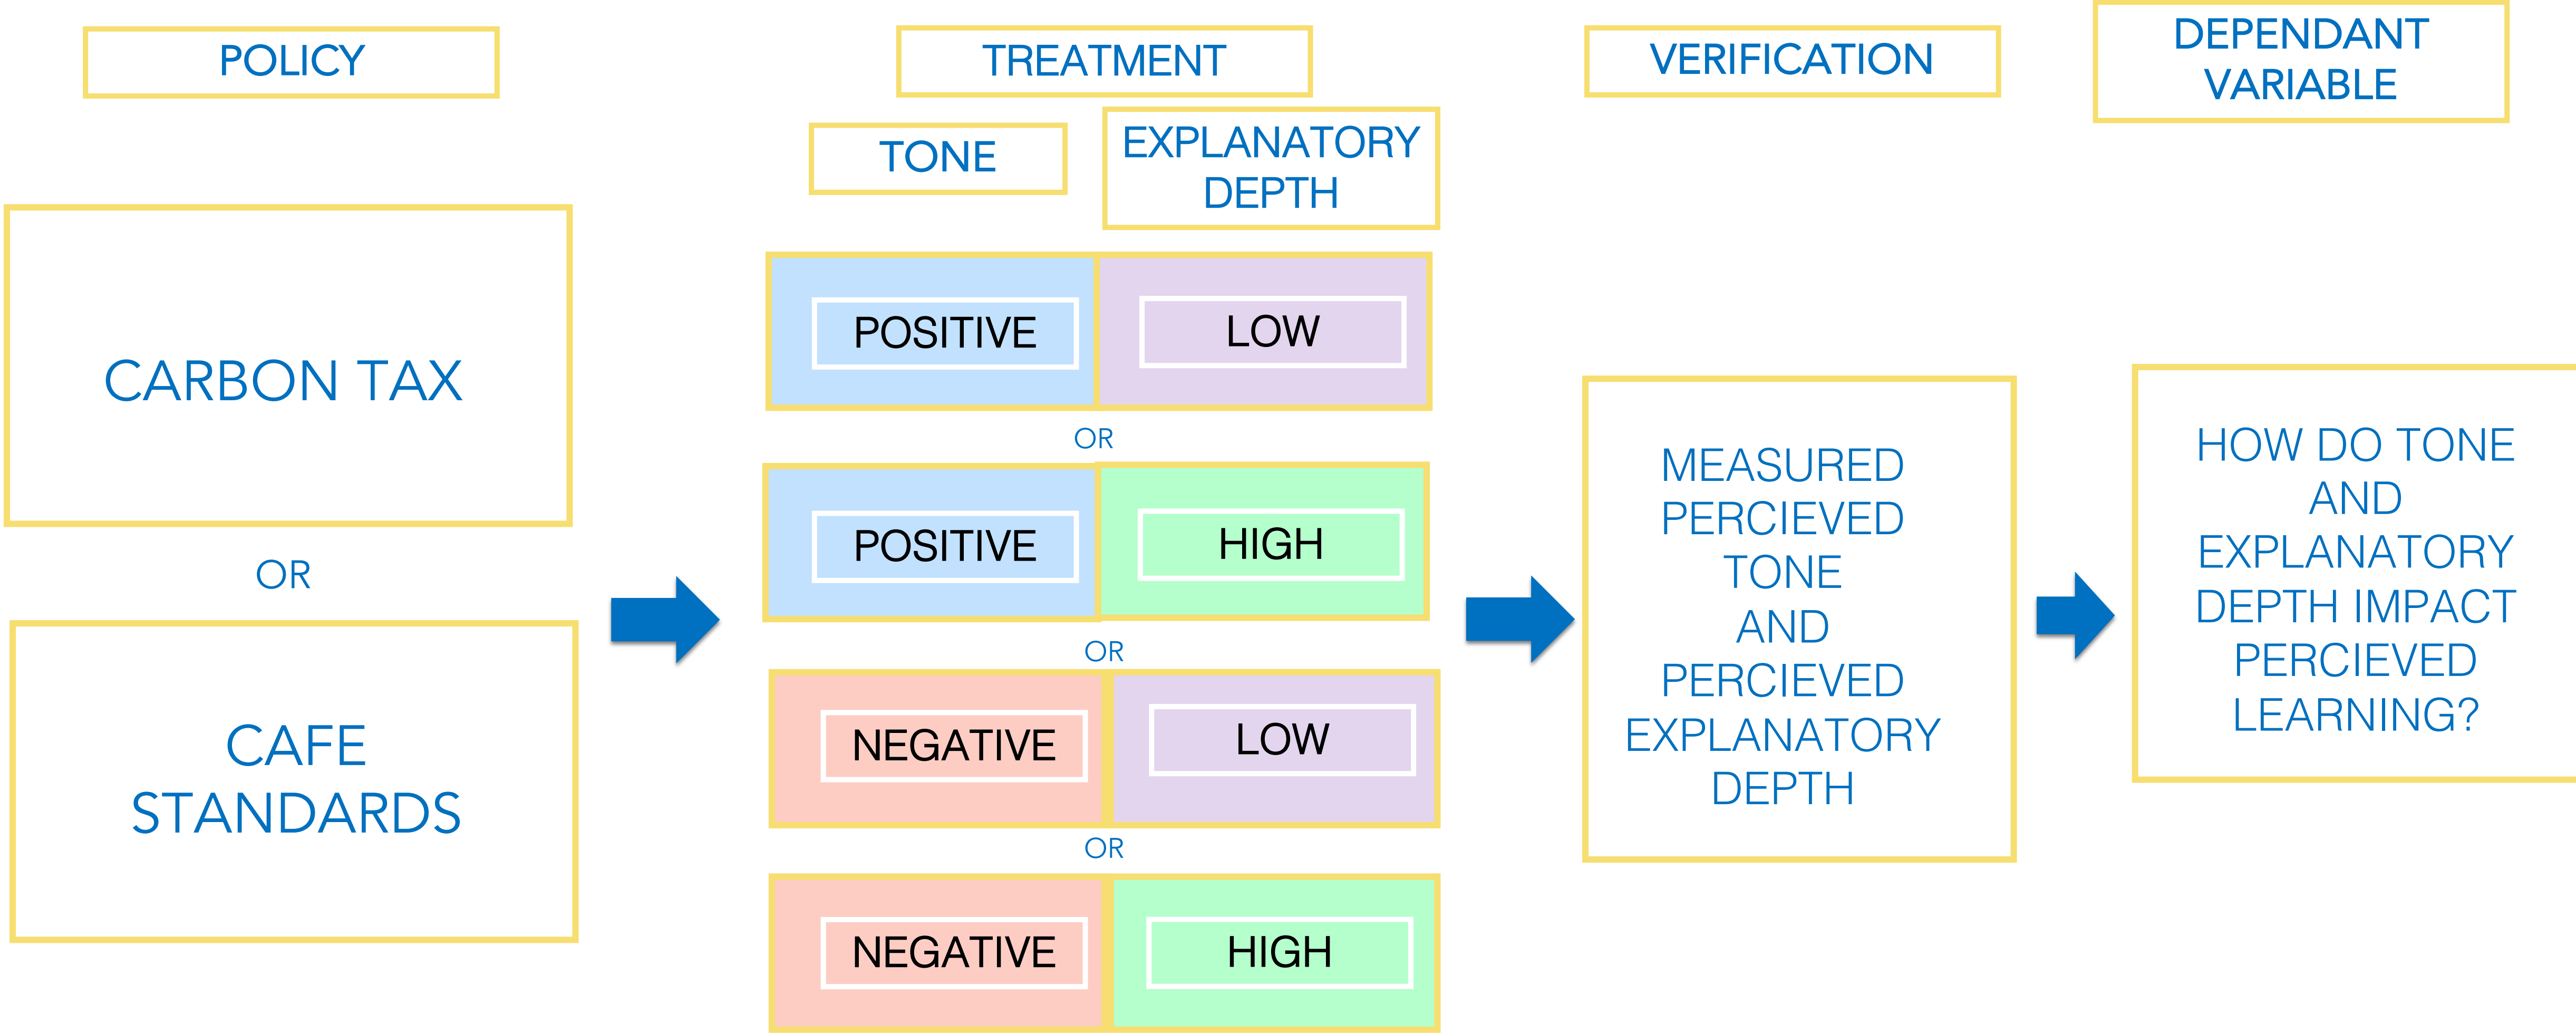 POLICY
CARBON TAX
OR
CAFE
STANDARDS
TREATMENT
TONE
EXPLANATORY
DEPTH
POSITIVE
LOW
OR
POSITIVE
HIGH
OR
NEGATIVE
LOW
OR
NEGATIVE
HIGH
VERIFICATION
MEASURED
PERCIEVED
TONE
AND
PERCIEVED
EXPLANATORY
DEPTH
DEPENDANT
VARIABLE
HOW DO TONE
AND
EXPLANATORY
DEPTH IMPACT
PERCIEVED
LEARNING?